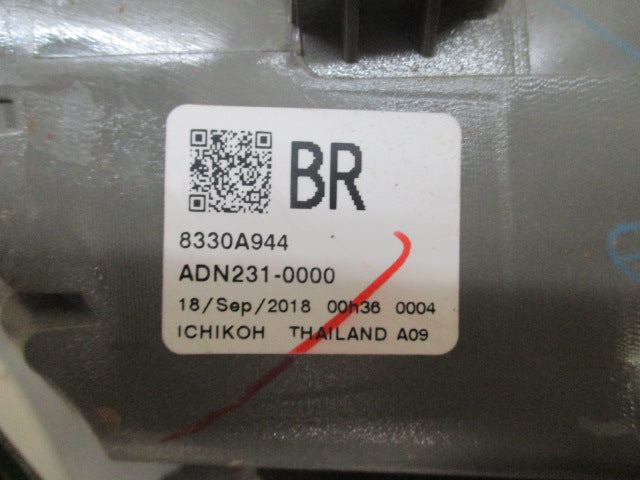 BR
8330A944
ADN231-0000
18/Sep/2018 00h36 0004
ICHIKOH THAILAND A09